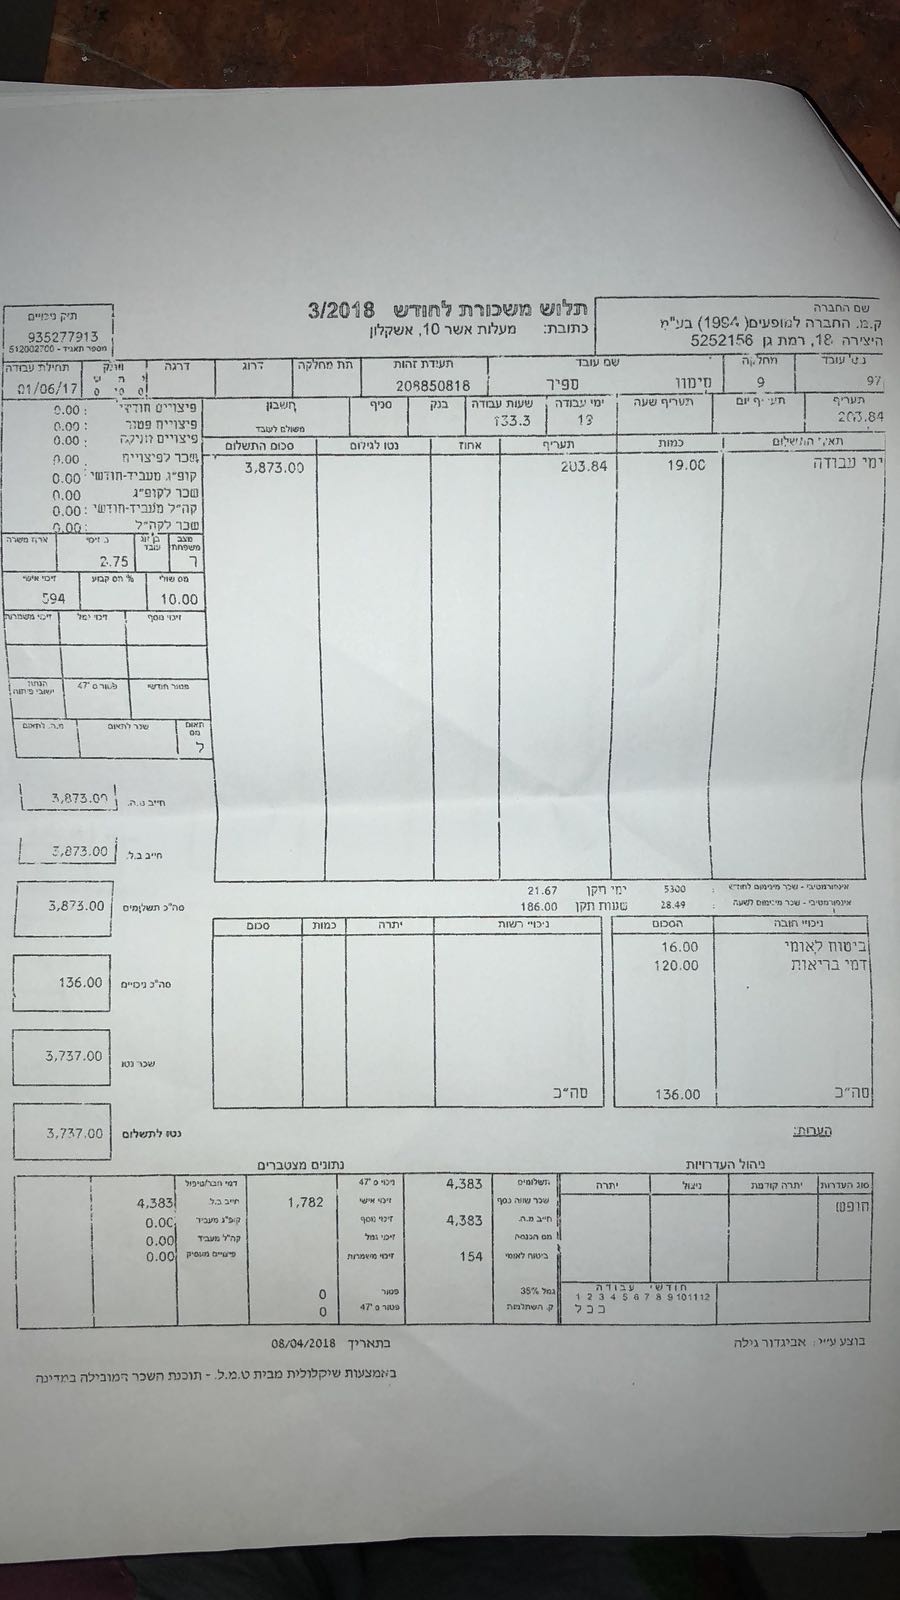 תלוש משכורת לחודש 3/2018
כתובת: מעלות אשר 10, אשקלון
שם החברה
ק.מ. החברה למופעים (1994) בע"מ
היצירה 18, רמת גן 5252156
תיק ניכויים
935277913
מספר תאגיד - 512002700
מחלקה שם עובד תעודת זהות תת מחלקה דרוג דרגה ותק תחילת עבודה
97 9 סימון ספיר 208850818 01/06/17
תעריף תעריף יום תעריף שעה ימי עבודה שעות עבודה בנק סניף חשבון
203.84 19 133.3 משולם לעובד
תאור התשלום כמות תעריף אחוז נטו לגילום סכום התשלום
ימי עבודה 19.00 203.84 3,873.00
פיצויים חודשי: 0.00
פיצויים פטור: 0.00
פיצויים וניקה: 0.00
שכר לפיצויים: 0.00
קופ"ג מעביד-חודשי: 0.00
שכר לקופ"ג 0.00
קה"ל מעביד-חודשי: 0.00
שכר לקה"ל 0.00
מצב משפחתי בן זוג עובד נ. זיכוי אחוז משרה
ר 2.75
מס שולי % מס קבוע זיכוי אישי
10.00 594
זיכוי נוסף זיכוי גמל זיכוי משמרות
פטור חודשי פטור ס' 47 הנחת ישובי פיתוח
תאום מס שכר לתאום מ.ה. לתאום
ל
חייב מ.ה. 3,873.00
חייב ב.ל. 3,873.00
סה"כ תשלומים 3,873.00
סה"כ ניכויים 136.00
שכר נטו 3,737.00
נטו לתשלום 3,737.00
אינפורמטיבי - שכר מינימום לחודש : 5300 ימי תקן 21.67
אינפורמטיבי - שכר מינימום לשעה : 28.49 שעות תקן 186.00
ניכויי חובה הסכום ניכויי רשות יתרה כמות סכום
ביטוח לאומי 16.00
דמי בריאות 120.00
סה"כ 136.00 סה"כ
הערות:
ניהול העדרויות
סוג העדרות יתרה קודמת ניצול יתרה
חופש
חודשי עבודה
1 2 3 4 5 6 7 8 9 10 11 12
נתונים מצטברים
תשלומים 4,383 ניכוי ס' 47 דמי חבר/טיפול
שכר שווה כסף זיכוי אישי 1,782 חייב ב.ל. 4,383
חייב מ.ה. 4,383 זיכוי נוסף קופ"ג מעביד 0.00
מס הכנסה זיכוי גמל קה"ל מעביד 0.00
ביטוח לאומי 154 זיכוי משמרות פיצויים מעסיק 0.00
גמל 35% פטור 0
ק. השתלמות פטור ס' 47 0
בוצע ע"י: אביגדור גילה
בתאריך 08/04/2018
באמצעות שיקלולית מבית ט.מ.ל. - תוכנת השכר המובילה במדינה